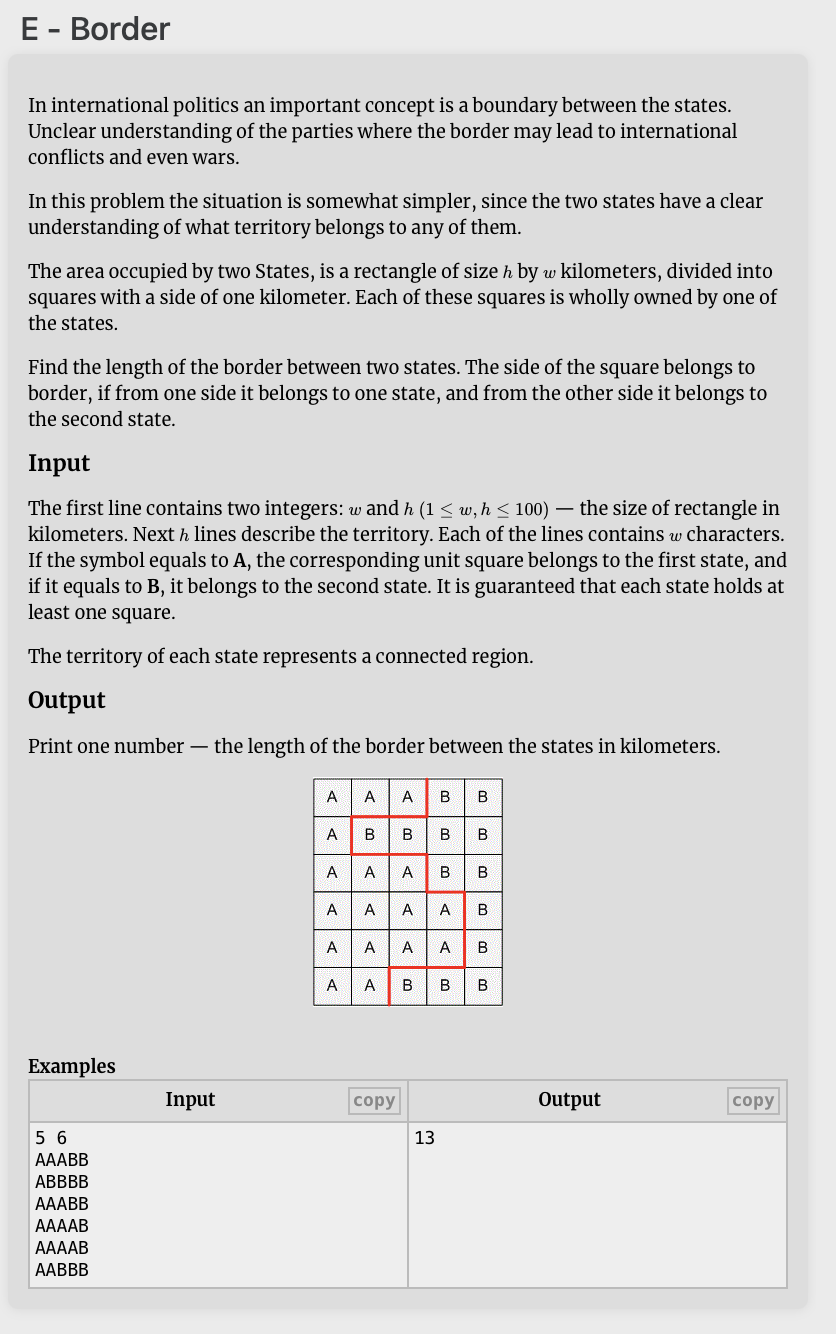 E - Border
In international politics an important concept is a boundary between the states.
Unclear understanding of the parties where the border may lead to international
conflicts and even wars.
In this problem the situation is somewhat simpler, since the two states have a clear
understanding of what territory belongs to any of them.
The area occupied by two States, is a rectangle of size h by w kilometers, divided into
squares with a side of one kilometer. Each of these squares is wholly owned by one of
the states.
Find the length of the border between two states. The side of the square belongs to
border, if from one side it belongs to one state, and from the other side it belongs to
the second state.
Input
The first line contains two integers: w and h (1 ≤ w, h ≤ 100) — the size of rectangle in
kilometers. Next h lines describe the territory. Each of the lines contains w characters.
If the symbol equals to A, the corresponding unit square belongs to the first state, and
if it equals to B, it belongs to the second state. It is guaranteed that each state holds at
least one square.
The territory of each state represents a connected region.
Output
Print one number — the length of the border between the states in kilometers.
A A A B B
A B B B B
A A A B B
A A A A B
A A A A B
A A B B B
Examples
Input copy Output copy
5 6 13
AAABB
ABBBB
AAABB
AAAAB
AAAAB
AABBB